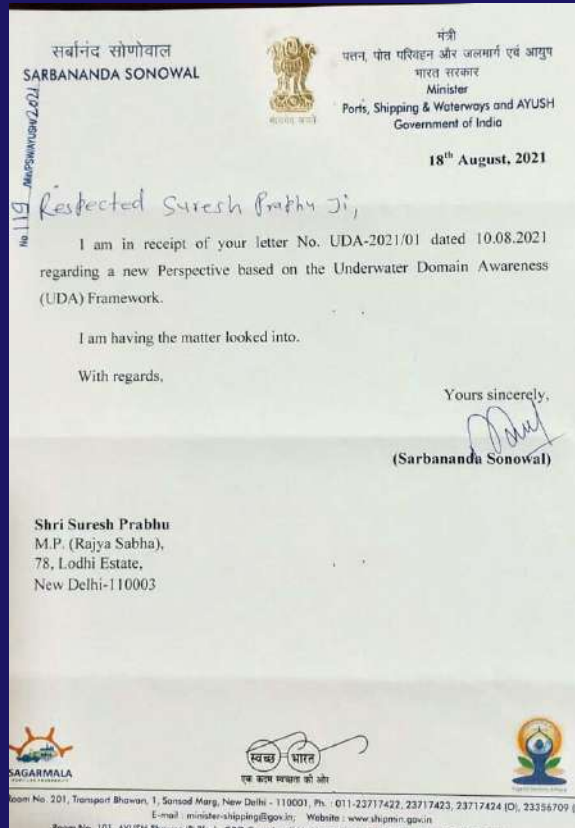 सर्बानंद सोणोवाल
SARBANANDA SONOWAL
मंत्री
पत्तन, पोत परिवहन और जलमार्ग एवं आयुष
भारत सरकार
Minister
Ports, Shipping & Waterways and AYUSH
Government of India
No. 119 /Min/PSW/AYUSH/2021
18th August, 2021
Respected Suresh Prabhu Ji,
I am in receipt of your letter No. UDA-2021/01 dated 10.08.2021
regarding a new Perspective based on the Underwater Domain Awareness
(UDA) Framework.
I am having the matter looked into.
With regards,
Yours sincerely,
(Sarbananda Sonowal)
Shri Suresh Prabhu
M.P. (Rajya Sabha),
78, Lodhi Estate,
New Delhi-110003
SAGARMALA
स्वच्छ भारत
एक कदम स्वच्छता की ओर
Room No. 201, Transport Bhawan, 1, Sansad Marg, New Delhi - 110001, Ph. : 011-23717422, 23717423, 23717424 (O), 23356709 (
E-mail : minister-shipping@gov.in; Website : www.shipmin.gov.in